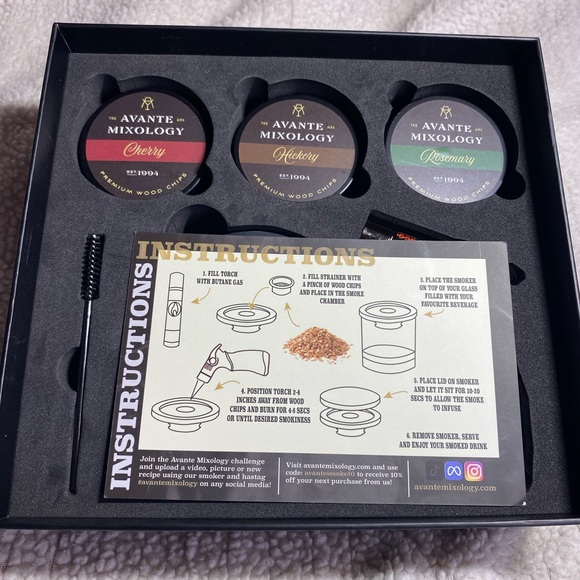 TRD ARK
AVANTE
MIXOLOGY
Cherry
EST 1994
PREMIUM WOOD CHIPS
AVANTE
MIXOLOGY
Hickory
EST 1994
PREMIUM WOOD CHIPS
AVANTE
MIXOLOGY
Rosemary
EST 1994
PREMIUM WOOD CHIPS
INSTRUCTIONS
INSTRUCTIONS
1. FILL TORCH
WITH BUTANE GAS
2. FILL STRAINER WITH
A PINCH OF WOOD CHIPS
AND PLACE IN THE SMOKE
CHAMBER
3. PLACE THE SMOKER
ON TOP OF YOUR GLASS
FILLED WITH YOUR
FAVOURITE BEVERAGE
4. POSITION TORCH 2-4
INCHES AWAY FROM WOOD
CHIPS AND BURN FOR 4-8 SECS
OR UNTIL DESIRED SMOKINESS
5. PLACE LID ON SMOKER
AND LET IT SIT FOR 10-20
SECS TO ALLOW THE SMOKE
TO INFUSE
6. REMOVE SMOKER, SERVE
AND ENJOY YOUR SMOKED DRINK
Join the Avante Mixology challenge
and upload a video, picture or new
recipe using our smoker and hastag
#avantemixology on any social media!
Visit avantemixology.com and use
code: avantesmoke10 to receive 10%
off your next purchase from us!
avantemixology.com